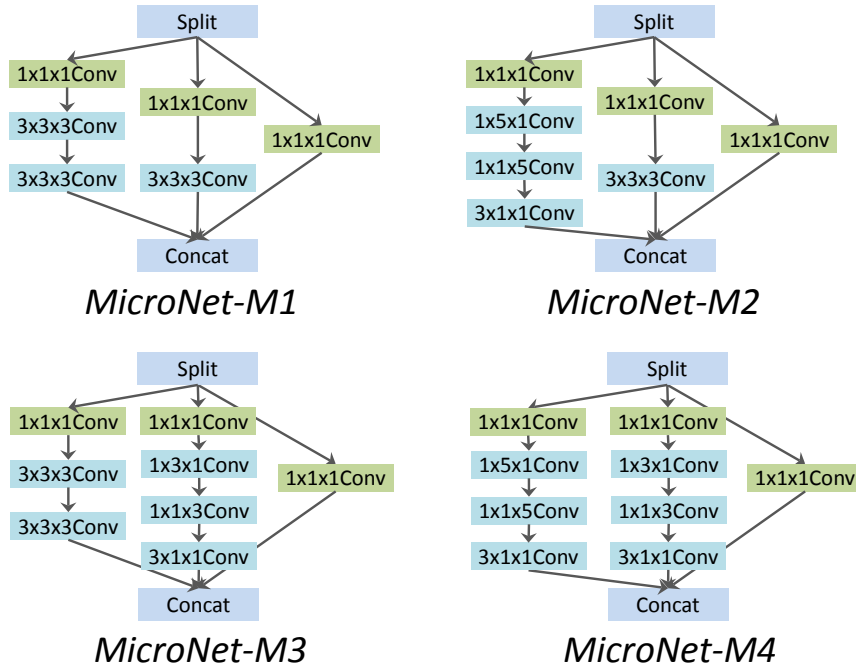 Split
1x1x1Conv
3x3x3Conv
3x3x3Conv
1x1x1Conv
3x3x3Conv
1x1x1Conv
Concat
MicroNet-M1
Split
1x1x1Conv
1x5x1Conv
1x1x5Conv
3x1x1Conv
1x1x1Conv
3x3x3Conv
1x1x1Conv
Concat
MicroNet-M2
Split
1x1x1Conv
3x3x3Conv
3x3x3Conv
1x1x1Conv
1x3x1Conv
1x1x3Conv
3x1x1Conv
1x1x1Conv
Concat
MicroNet-M3
Split
1x1x1Conv
1x5x1Conv
1x1x5Conv
3x1x1Conv
1x1x1Conv
1x3x1Conv
1x1x3Conv
3x1x1Conv
1x1x1Conv
Concat
MicroNet-M4